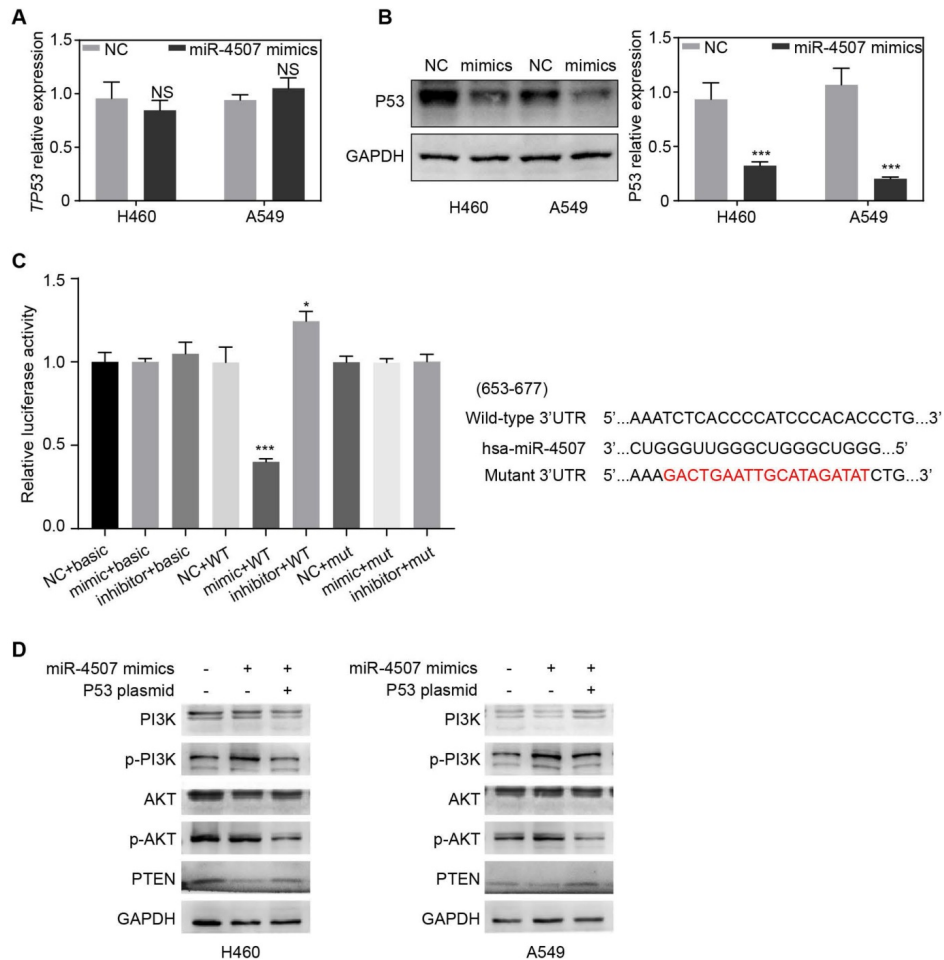 A
NC miR-4507 mimics
TP53 relative expression
1.5
1.0
0.5
0
NS
NS
H460 A549
B
NC mimics NC mimics
P53
GAPDH
H460 A549
NC miR-4507 mimics
P53 relative expression
1.5
1.0
0.5
0
***
***
H460 A549
C
Relative luciferase activity
1.5
1.0
0.5
0.0
***
*
NC+basic
mimic+basic
inhibitor+basic
NC+WT
mimic+WT
inhibitor+WT
NC+mut
mimic+mut
inhibitor+mut
(653-677)
Wild-type 3’UTR 5’...AAATCTCACCCCATCCCACACCCTG...3’
hsa-miR-4507 3’...CUGGGUUGGGCUGGGCUGGG...5’
Mutant 3’UTR 5’...AAAGACTGAATTGCATAGATATCTG...3’
D
miR-4507 mimics - + +
P53 plasmid - - +
PI3K
p-PI3K
AKT
p-AKT
PTEN
GAPDH
H460
miR-4507 mimics - + +
P53 plasmid - - +
PI3K
p-PI3K
AKT
p-AKT
PTEN
GAPDH
A549